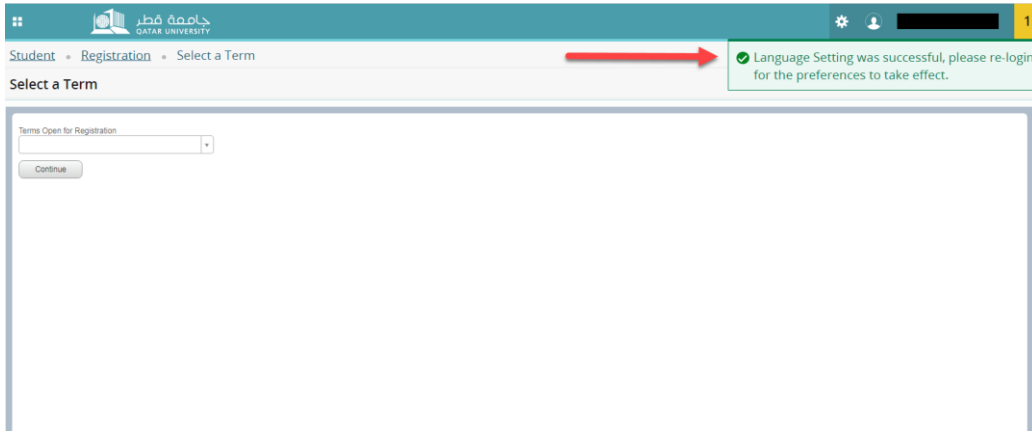 جامعة قطر
QATAR UNIVERSITY
1
Student • Registration • Select a Term
Language Setting was successful, please re-login
for the preferences to take effect.
Select a Term
Terms Open for Registration
Continue